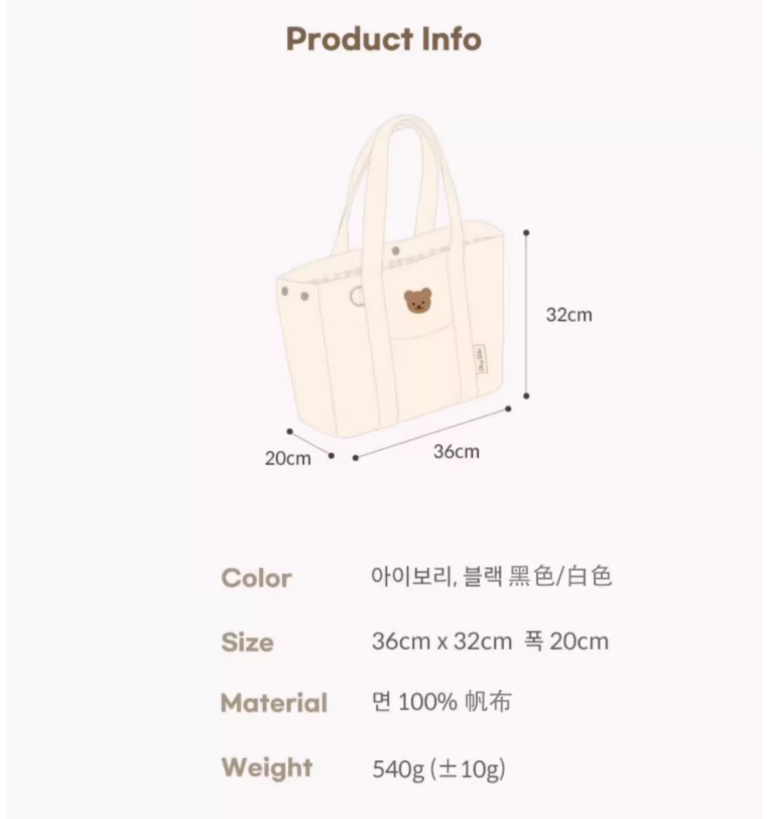 Product Info
32cm
36cm
20cm
Color 아이보리, 블랙 黑色/白色
Size 36cm x 32cm 폭 20cm
Material 면 100% 帆布
Weight 540g (±10g)